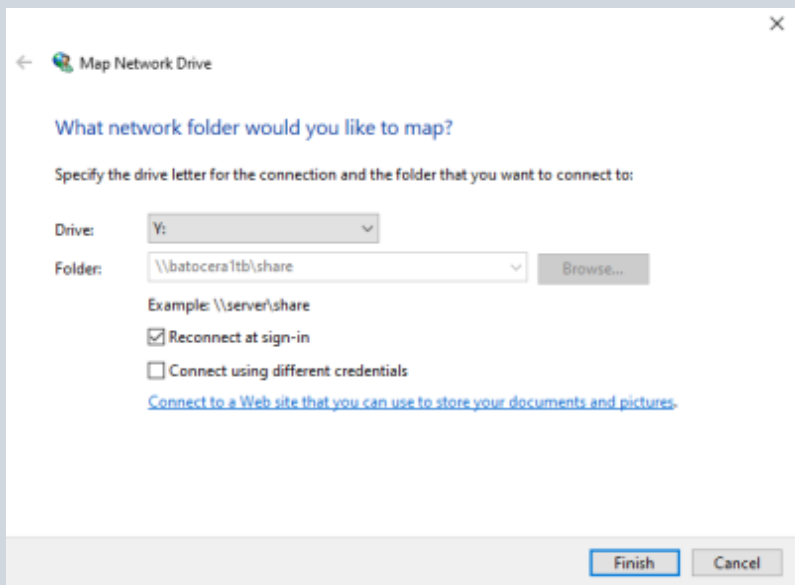 Map Network Drive
What network folder would you like to map?
Specify the drive letter for the connection and the folder that you want to connect to:
Drive: Y:
Folder: \\batocera1tb\share Browse...
Example: \\server\share
Reconnect at sign-in
Connect using different credentials
Connect to a Web site that you can use to store your documents and pictures.
Finish Cancel